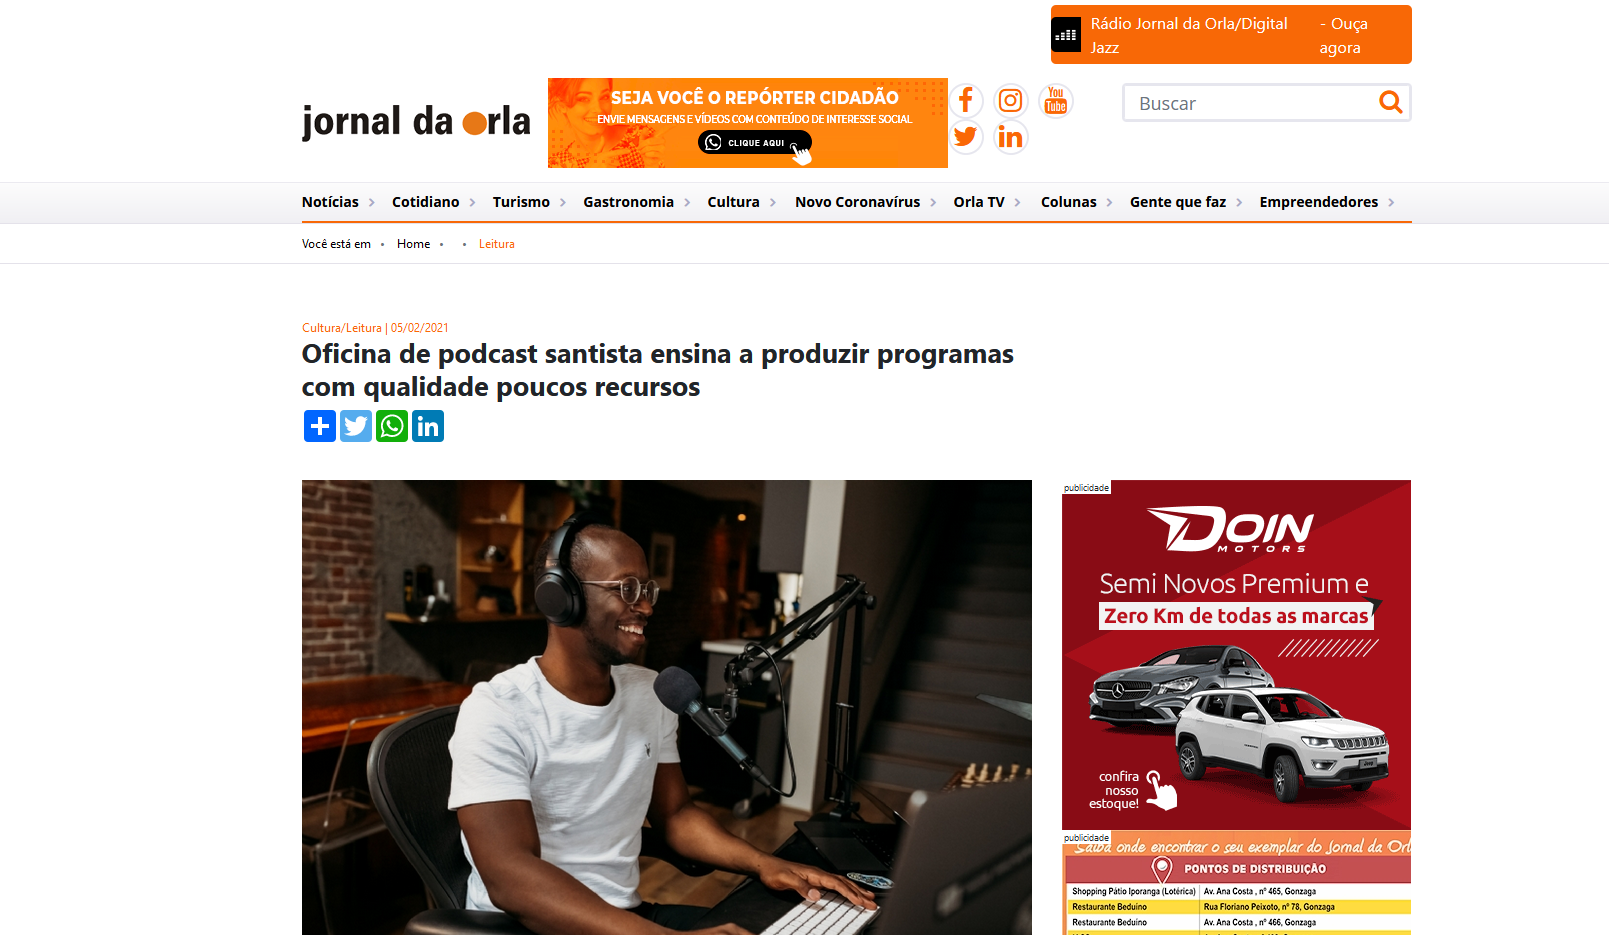 Rádio Jornal da Orla/Digital Jazz - Ouça agora
jornal da orla
SEJA VOCÊ O REPÓRTER CIDADÃO
ENVIE MENSAGENS E VÍDEOS COM CONTEÚDO DE INTERESSE SOCIAL
CLIQUE AQUI
You
Tube
Buscar
Notícias Cotidiano Turismo Gastronomia Cultura Novo Coronavírus Orla TV Colunas Gente que faz Empreendedores
Você está em • Home • • Leitura
Cultura/Leitura | 05/02/2021
Oficina de podcast santista ensina a produzir programas
com qualidade poucos recursos
publicidade
DOIN
MOTORS
Semi Novos Premium e
Zero Km de todas as marcas
confira
nosso
estoque!
publicidade
Saiba onde encontrar o seu exemplar do Jornal da Orl
PONTOS DE DISTRIBUIÇÃO
Shopping Pátio Iporanga (Lotérica) Av. Ana Costa , nº 465, Gonzaga
Restaurante Beduino Rua Floriano Peixoto, nº 78, Gonzaga
Restaurante Beduino Av. Ana Costa , nº 466, Gonzaga